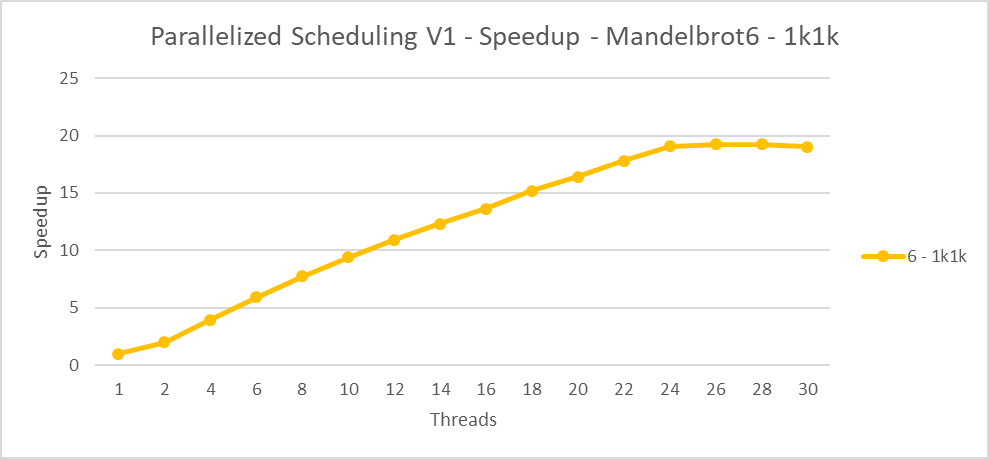 Parallelized Scheduling V1 - Speedup - Mandelbrot6 - 1k1k
25
20
15
10
5
0
Speedup
1 2 4 6 8 10 12 14 16 18 20 22 24 26 28 30
Threads
6 - 1k1k